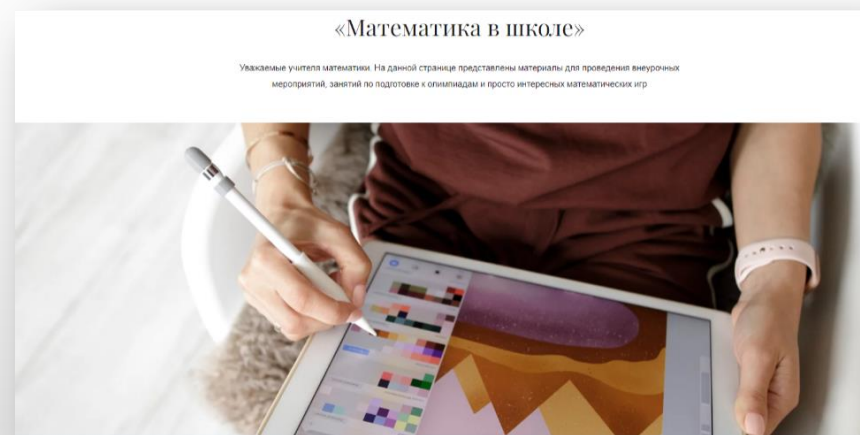 «Математика в школе»
Уважаемые учителя математики. На данной странице представлены материалы для проведения внеурочных
мероприятий, занятий по подготовке к олимпиадам и просто интересных математических игр